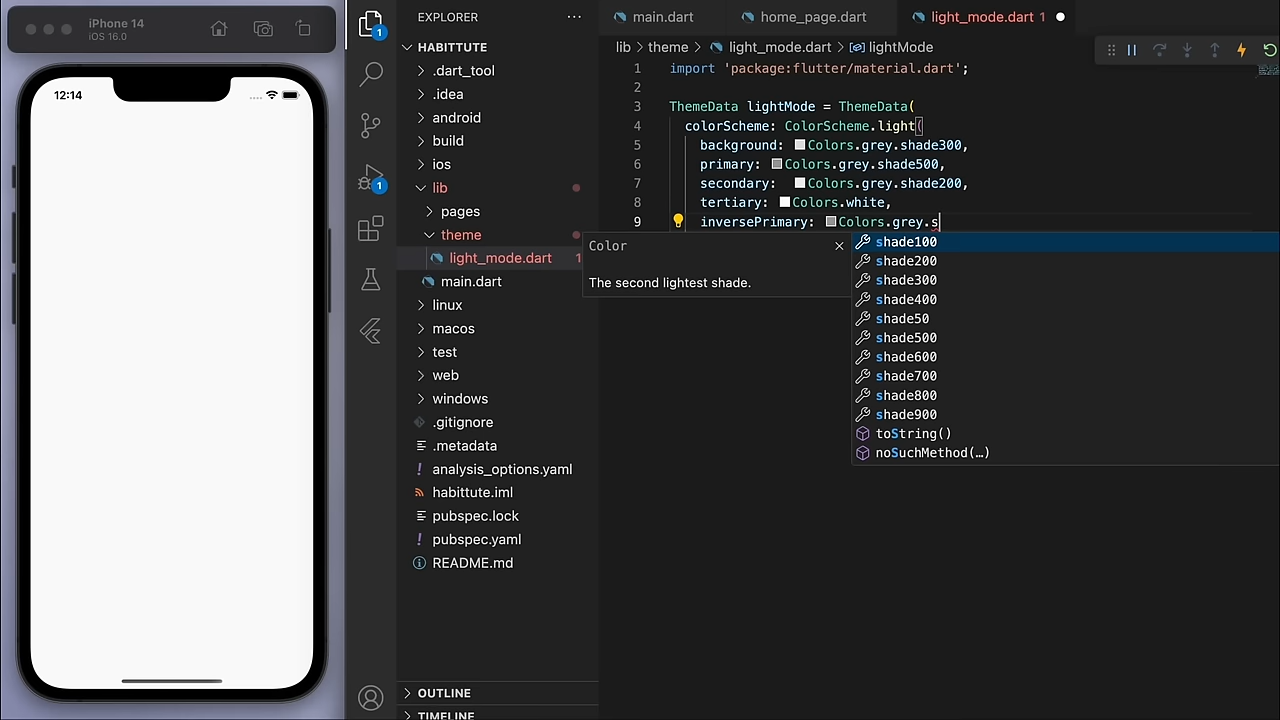 iPhone 14
iOS 16.0
12:14
1
1
EXPLORER
HABITTUTE
.dart_tool
.idea
android
build
ios
lib
pages
theme
light_mode.dart 1
main.dart
linux
macos
test
web
windows
.gitignore
.metadata
analysis_options.yaml
habittute.iml
pubspec.lock
pubspec.yaml
README.md
OUTLINE
TIMELINE
main.dart
home_page.dart
light_mode.dart 1
lib > theme > light_mode.dart > lightMode
1 import 'package:flutter/material.dart';
2
3 ThemeData lightMode = ThemeData(
4 colorScheme: ColorScheme.light(
5 background: Colors.grey.shade300,
6 primary: Colors.grey.shade500,
7 secondary: Colors.grey.shade200,
8 tertiary: Colors.white,
9 inversePrimary: Colors.grey.s
Color
The second lightest shade.
shade100
shade200
shade300
shade400
shade50
shade500
shade600
shade700
shade800
shade900
toString()
noSuchMethod(…)